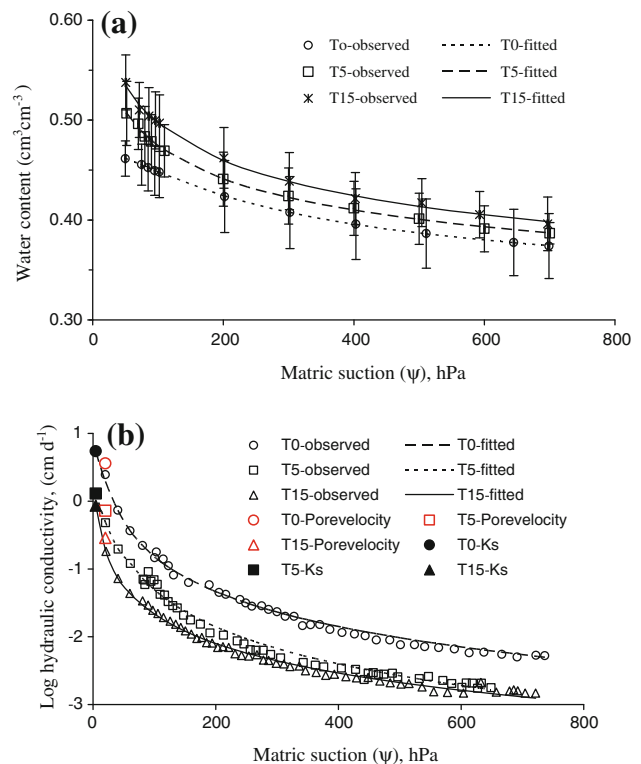 (a)
To-observed T0-fitted
T5-observed T5-fitted
T15-observed T15-fitted
Water content (cm³cm⁻³)
0.50
0.40
0.30
0 200 400 600 800
Matric suction (ψ), hPa
(b)
T0-observed T0-fitted
T5-observed T5-fitted
T15-observed T15-fitted
T0-Porevelocity T5-Porevelocity
T15-Porevelocity T0-Ks
T5-Ks T15-Ks
Log hydraulic conductivity, (cm d⁻¹)
1
0
-1
-2
-3
0 200 400 600 800
Matric suction (ψ), hPa